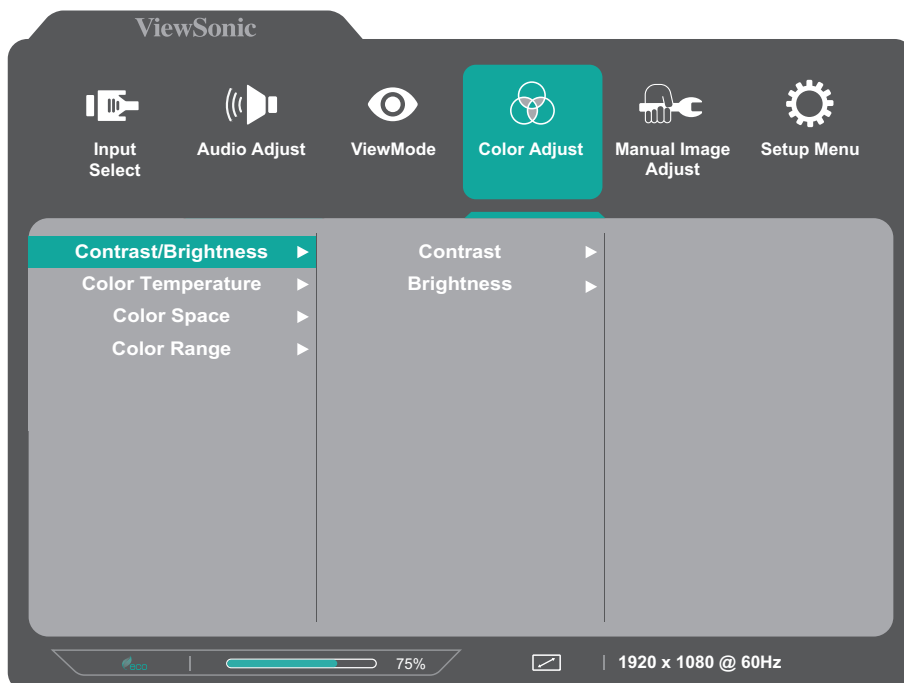 ViewSonic
Input
Select
Audio Adjust
ViewMode
Color Adjust
Manual Image
Adjust
Setup Menu
Contrast/Brightness
Color Temperature
Color Space
Color Range
Contrast
Brightness
eco
75%
1920 x 1080 @ 60Hz